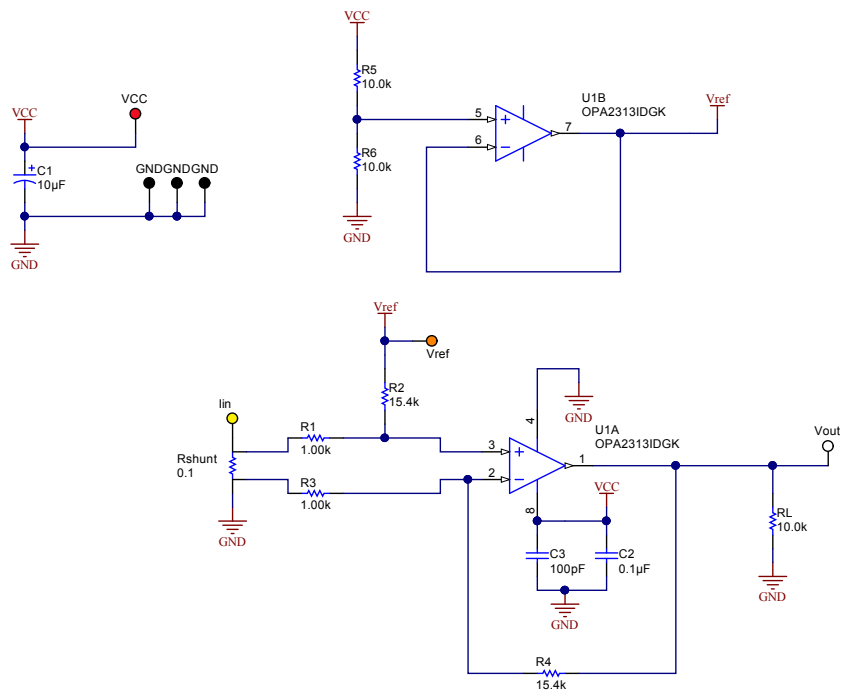 VCC
VCC
C1
10µF
GND GND GND
GND
VCC
R5
10.0k
R6
10.0k
GND
5
6
7
U1B
OPA2313IDGK
Vref
Vref
Vref
R2
15.4k
Iin
R1
1.00k
Rshunt
0.1
R3
1.00k
GND
4
GND
U1A
OPA2313IDGK
3
2
1
8
VCC
C3
100pF
C2
0.1µF
GND
Vout
RL
10.0k
GND
R4
15.4k